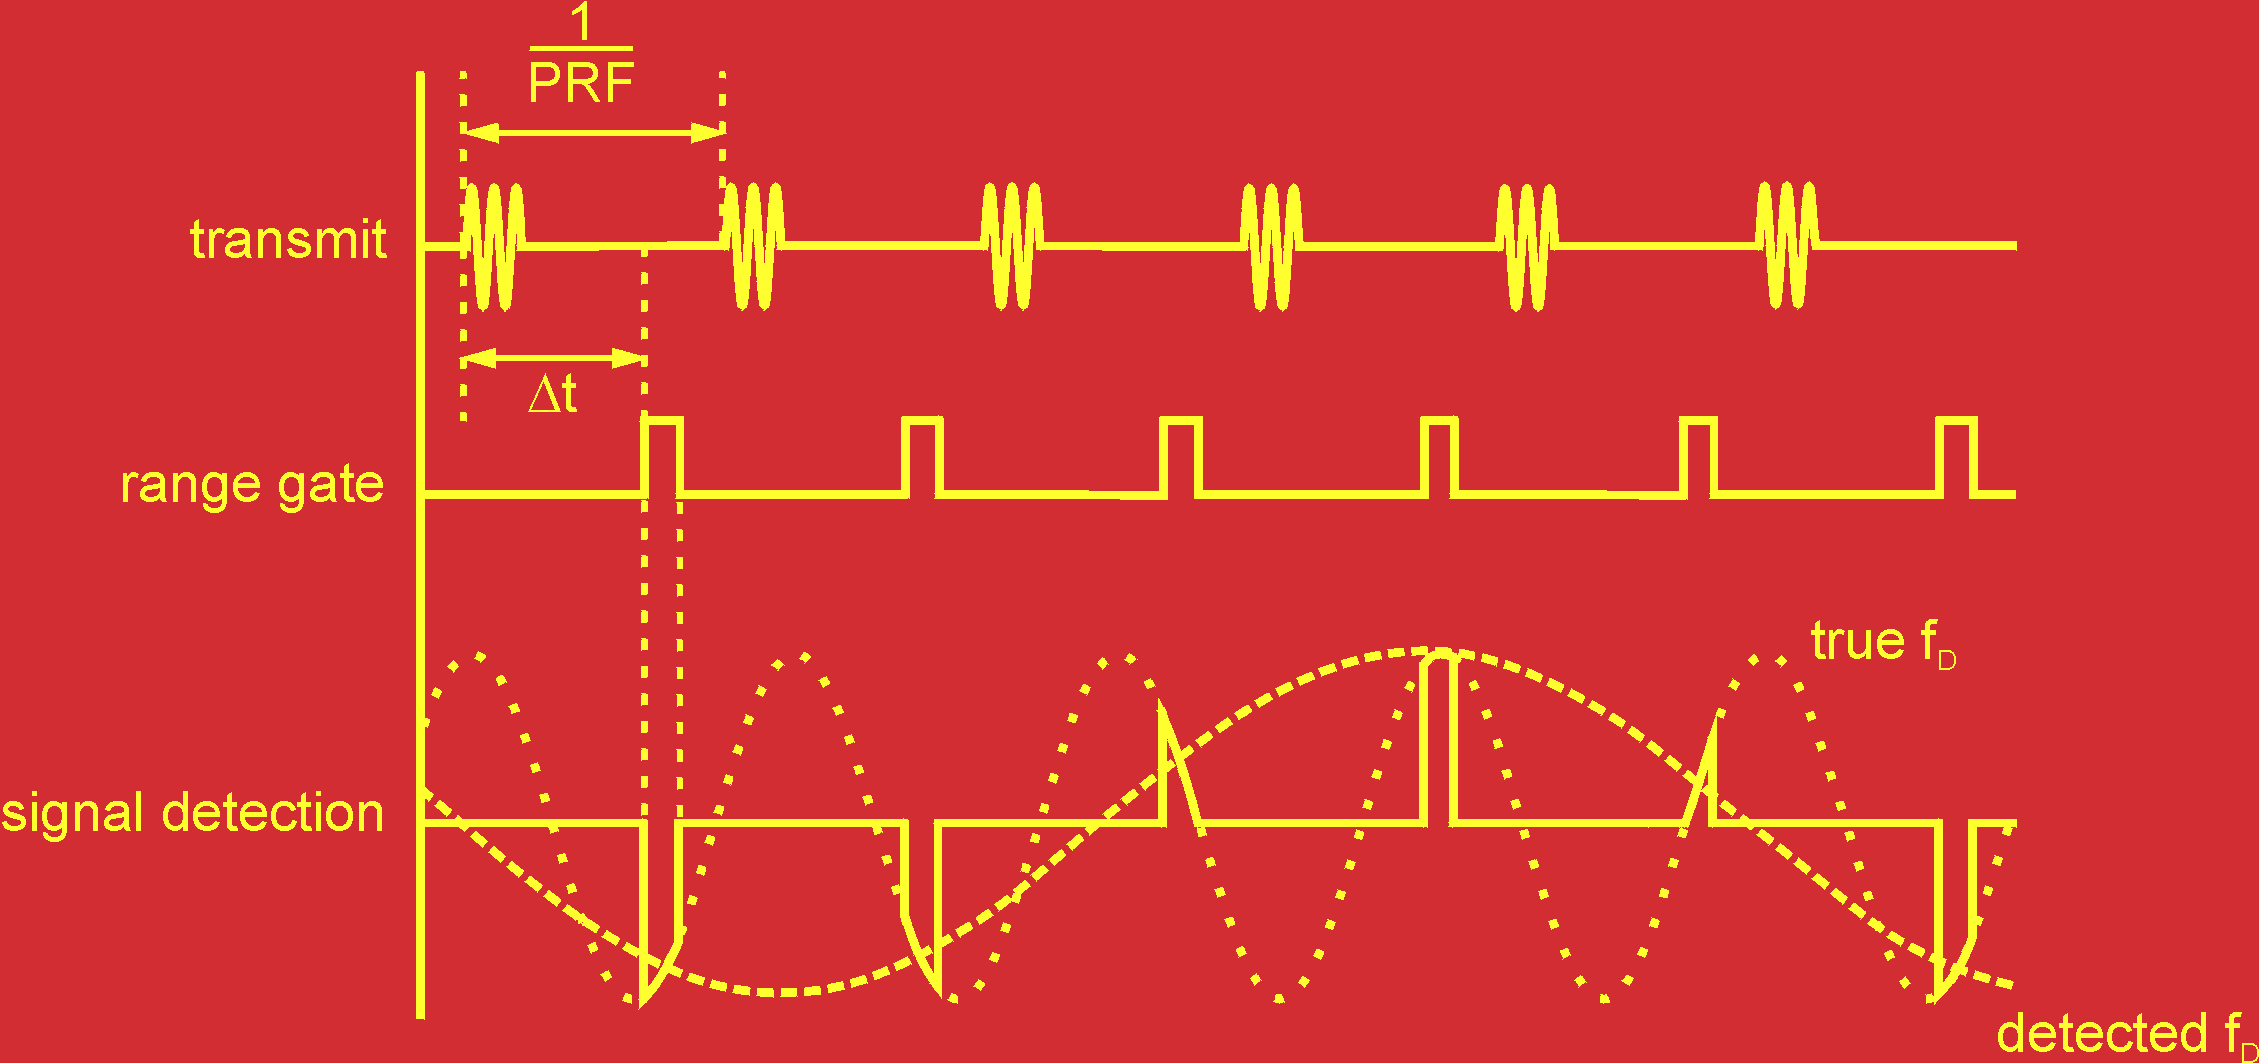 1
PRF
transmit
Δt
range gate
true fD
signal detection
detected fD